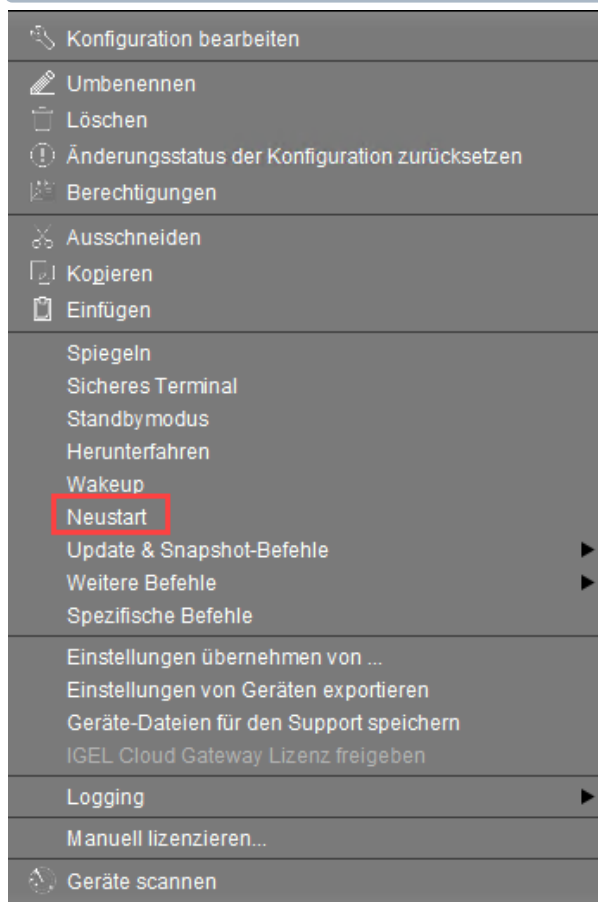 Konfiguration bearbeiten
Umbenennen
Löschen
Änderungsstatus der Konfiguration zurücksetzen
Berechtigungen
Ausschneiden
Kopieren
Einfügen
Spiegeln
Sicheres Terminal
Standbymodus
Herunterfahren
Wakeup
Neustart
Update & Snapshot-Befehle
Weitere Befehle
Spezifische Befehle
Einstellungen übernehmen von ...
Einstellungen von Geräten exportieren
Geräte-Dateien für den Support speichern
IGEL Cloud Gateway Lizenz freigeben
Logging
Manuell lizenzieren...
Geräte scannen